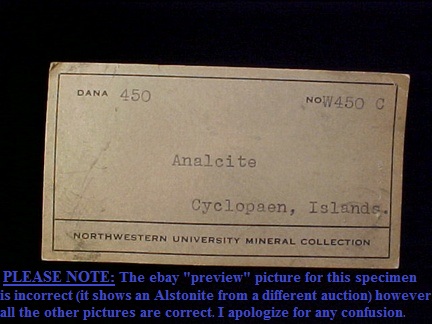 DANA 450 NO W450 C
Analcite
Cyclopaen, Islands.
NORTHWESTERN UNIVERSITY MINERAL COLLECTION
PLEASE NOTE: The ebay "preview" picture for this specimen
is incorrect (it shows an Alstonite from a different auction) however
all the other pictures are correct. I apologize for any confusion.